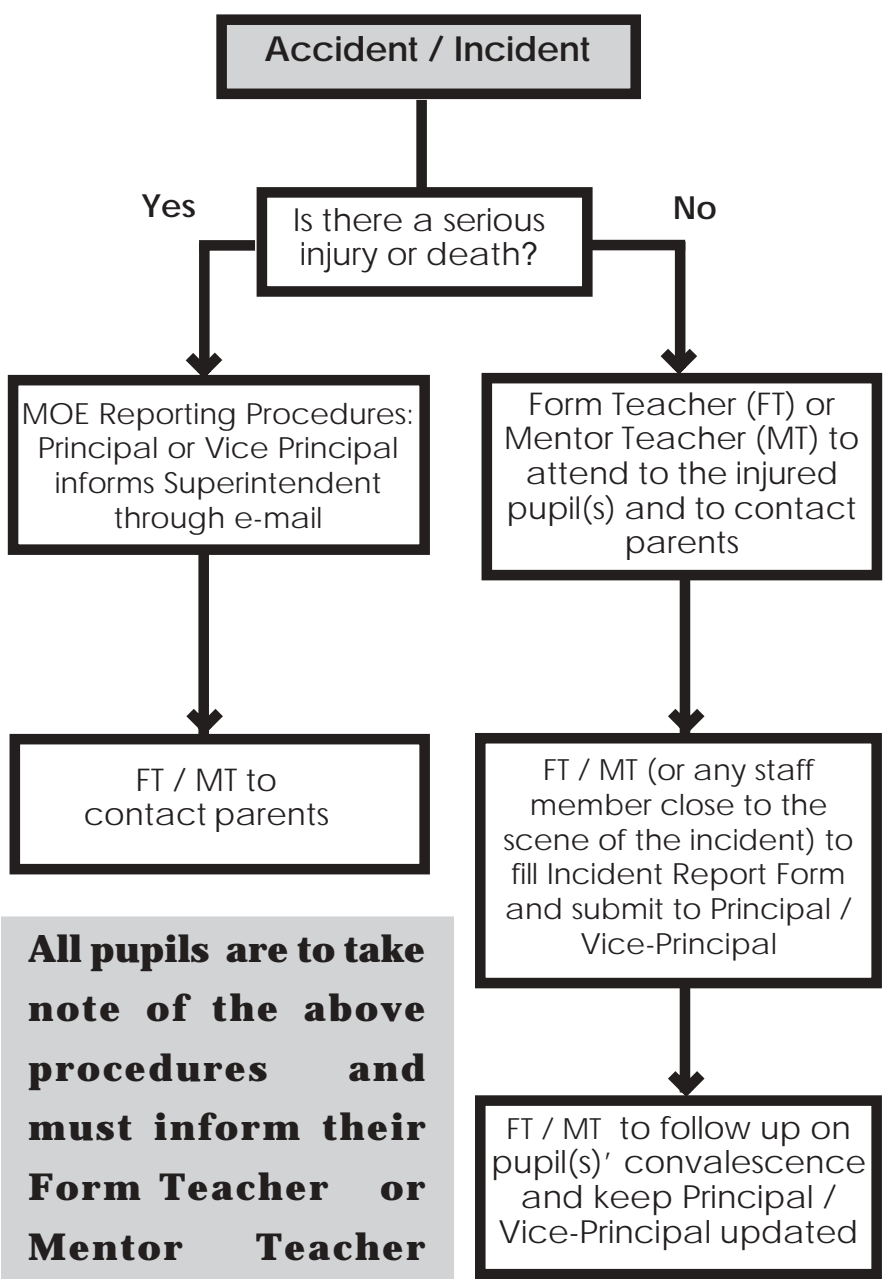 Accident / Incident
Yes
No
Is there a serious
injury or death?
MOE Reporting Procedures:
Principal or Vice Principal
informs Superintendent
through e-mail
Form Teacher (FT) or
Mentor Teacher (MT) to
attend to the injured
pupil(s) and to contact
parents
FT / MT to
contact parents
FT / MT (or any staff
member close to the
scene of the incident) to
fill Incident Report Form
and submit to Principal /
Vice-Principal
All pupils are to take
note of the above
procedures and
must inform their
Form Teacher or
Mentor Teacher
FT / MT to follow up on
pupil(s)’ convalescence
and keep Principal /
Vice-Principal updated